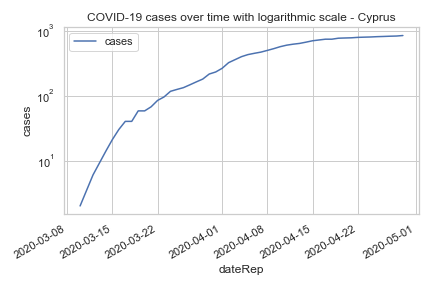 COVID-19 cases over time with logarithmic scale - Cyprus
10³
cases
10²
cases
10¹
2020-03-08
2020-03-15
2020-03-22
2020-04-01
2020-04-08
2020-04-15
2020-04-22
2020-05-01
dateRep